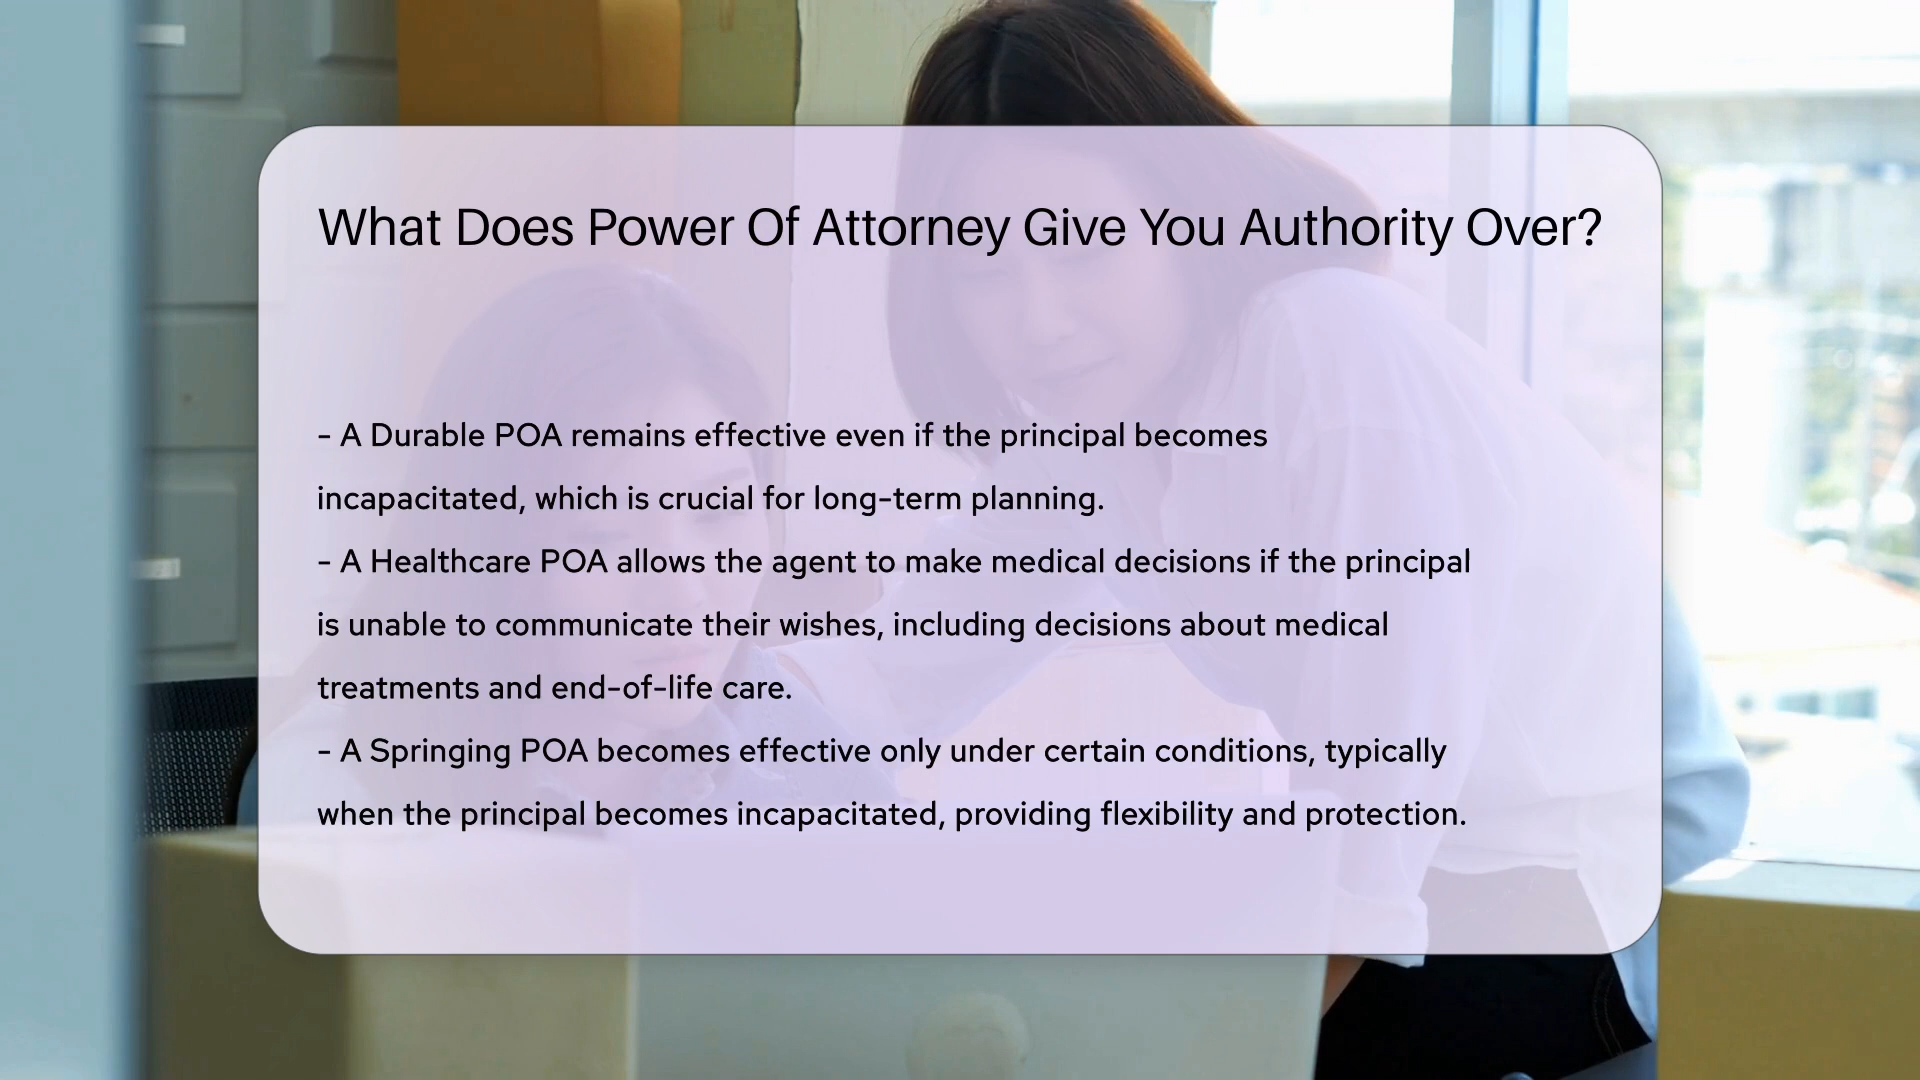 What Does Power Of Attorney Give You Authority Over?
- A Durable POA remains effective even if the principal becomes
incapacitated, which is crucial for long-term planning.
- A Healthcare POA allows the agent to make medical decisions if the principal
is unable to communicate their wishes, including decisions about medical
treatments and end-of-life care.
- A Springing POA becomes effective only under certain conditions, typically
when the principal becomes incapacitated, providing flexibility and protection.